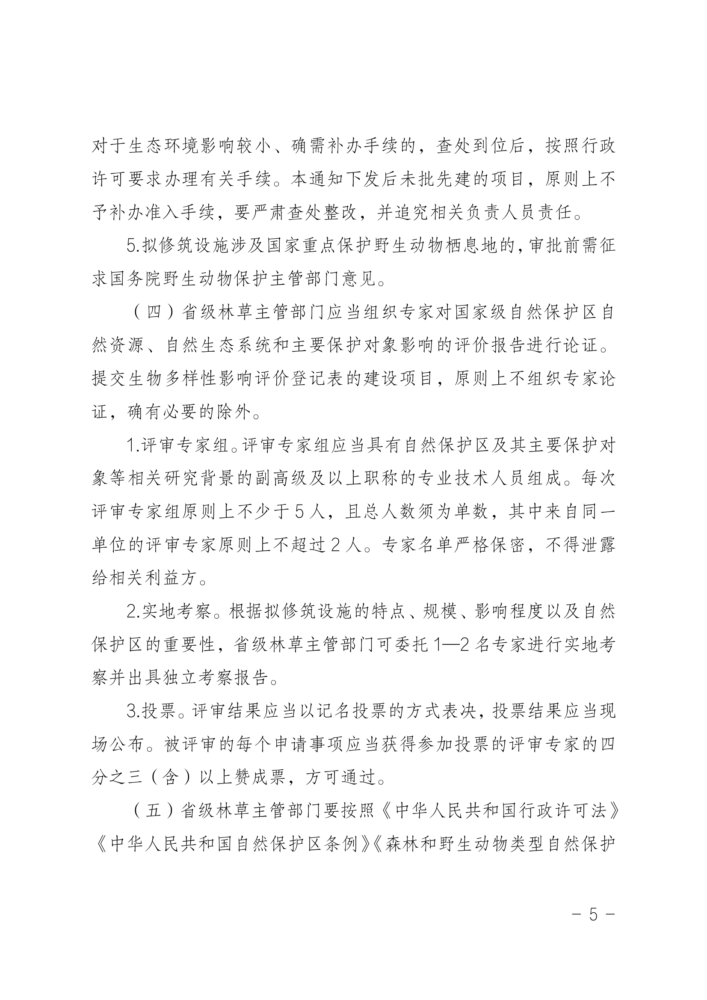 对于生态环境影响较小、确需补办手续的，查处到位后，按照行政
许可要求办理有关手续。本通知下发后未批先建的项目，原则上不
予补办准入手续，要严肃查处整改，并追究相关负责人员责任。
5.拟修筑设施涉及国家重点保护野生动物栖息地的，审批前需征
求国务院野生动物保护主管部门意见。
（四）省级林草主管部门应当组织专家对国家级自然保护区自
然资源、自然生态系统和主要保护对象影响的评价报告进行论证。
提交生物多样性影响评价登记表的建设项目，原则上不组织专家论
证，确有必要的除外。
1.评审专家组。评审专家组应当具有自然保护区及其主要保护对
象等相关研究背景的副高级及以上职称的专业技术人员组成。每次
评审专家组原则上不少于 5 人，且总人数须为单数，其中来自同一
单位的评审专家原则上不超过 2 人。专家名单严格保密，不得泄露
给相关利益方。
2.实地考察。根据拟修筑设施的特点、规模、影响程度以及自然
保护区的重要性，省级林草主管部门可委托 1—2 名专家进行实地考
察并出具独立考察报告。
3.投票。评审结果应当以记名投票的方式表决，投票结果应当现
场公布。被评审的每个申请事项应当获得参加投票的评审专家的四
分之三（含）以上赞成票，方可通过。
（五）省级林草主管部门要按照《中华人民共和国行政许可法》
《中华人民共和国自然保护区条例》《森林和野生动物类型自然保护
- 5 -